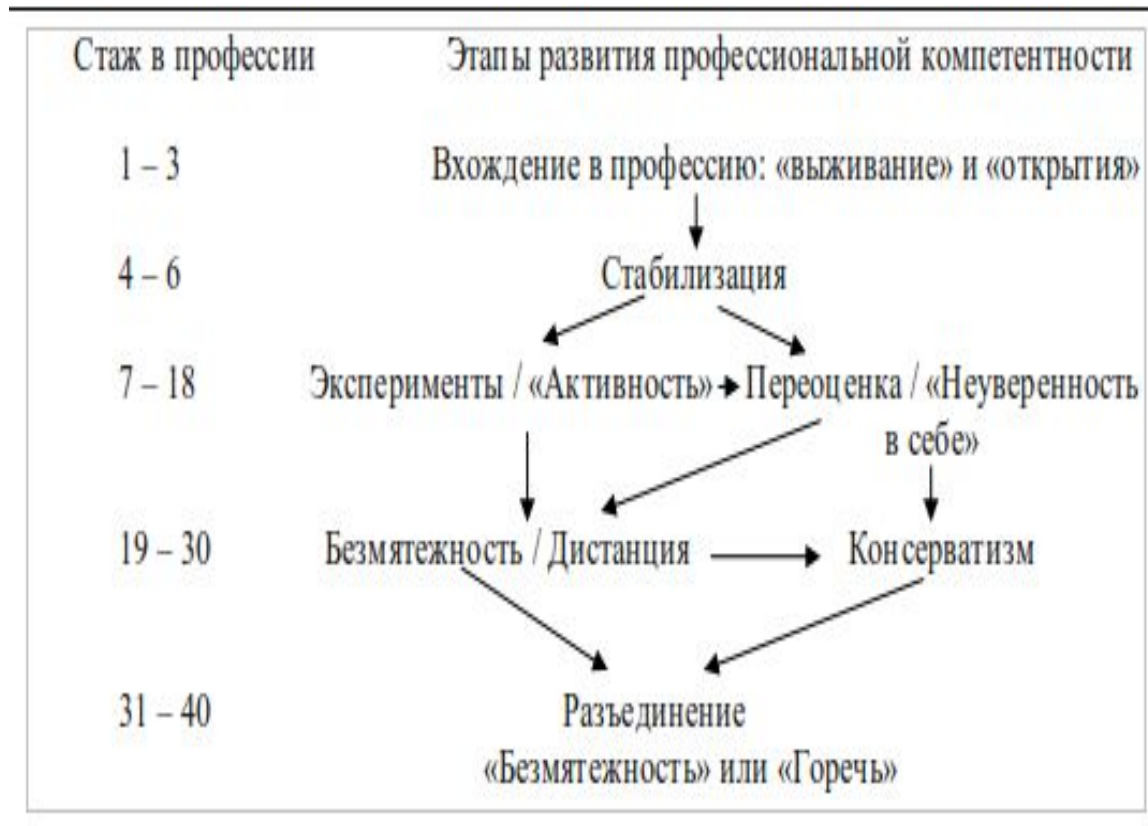 Стаж в профессии Этапы развития профессиональной компетентности
1 – 3 Вхождение в профессию: «выживание» и «открытия»
4 – 6 Стабилизация
7 – 18 Эксперименты / «Активность» Переоценка / «Неуверенность
в себе»
19 – 30 Безмятежность / Дистанция Консерватизм
31 – 40 Разъединение
«Безмятежность» или «Горечь»